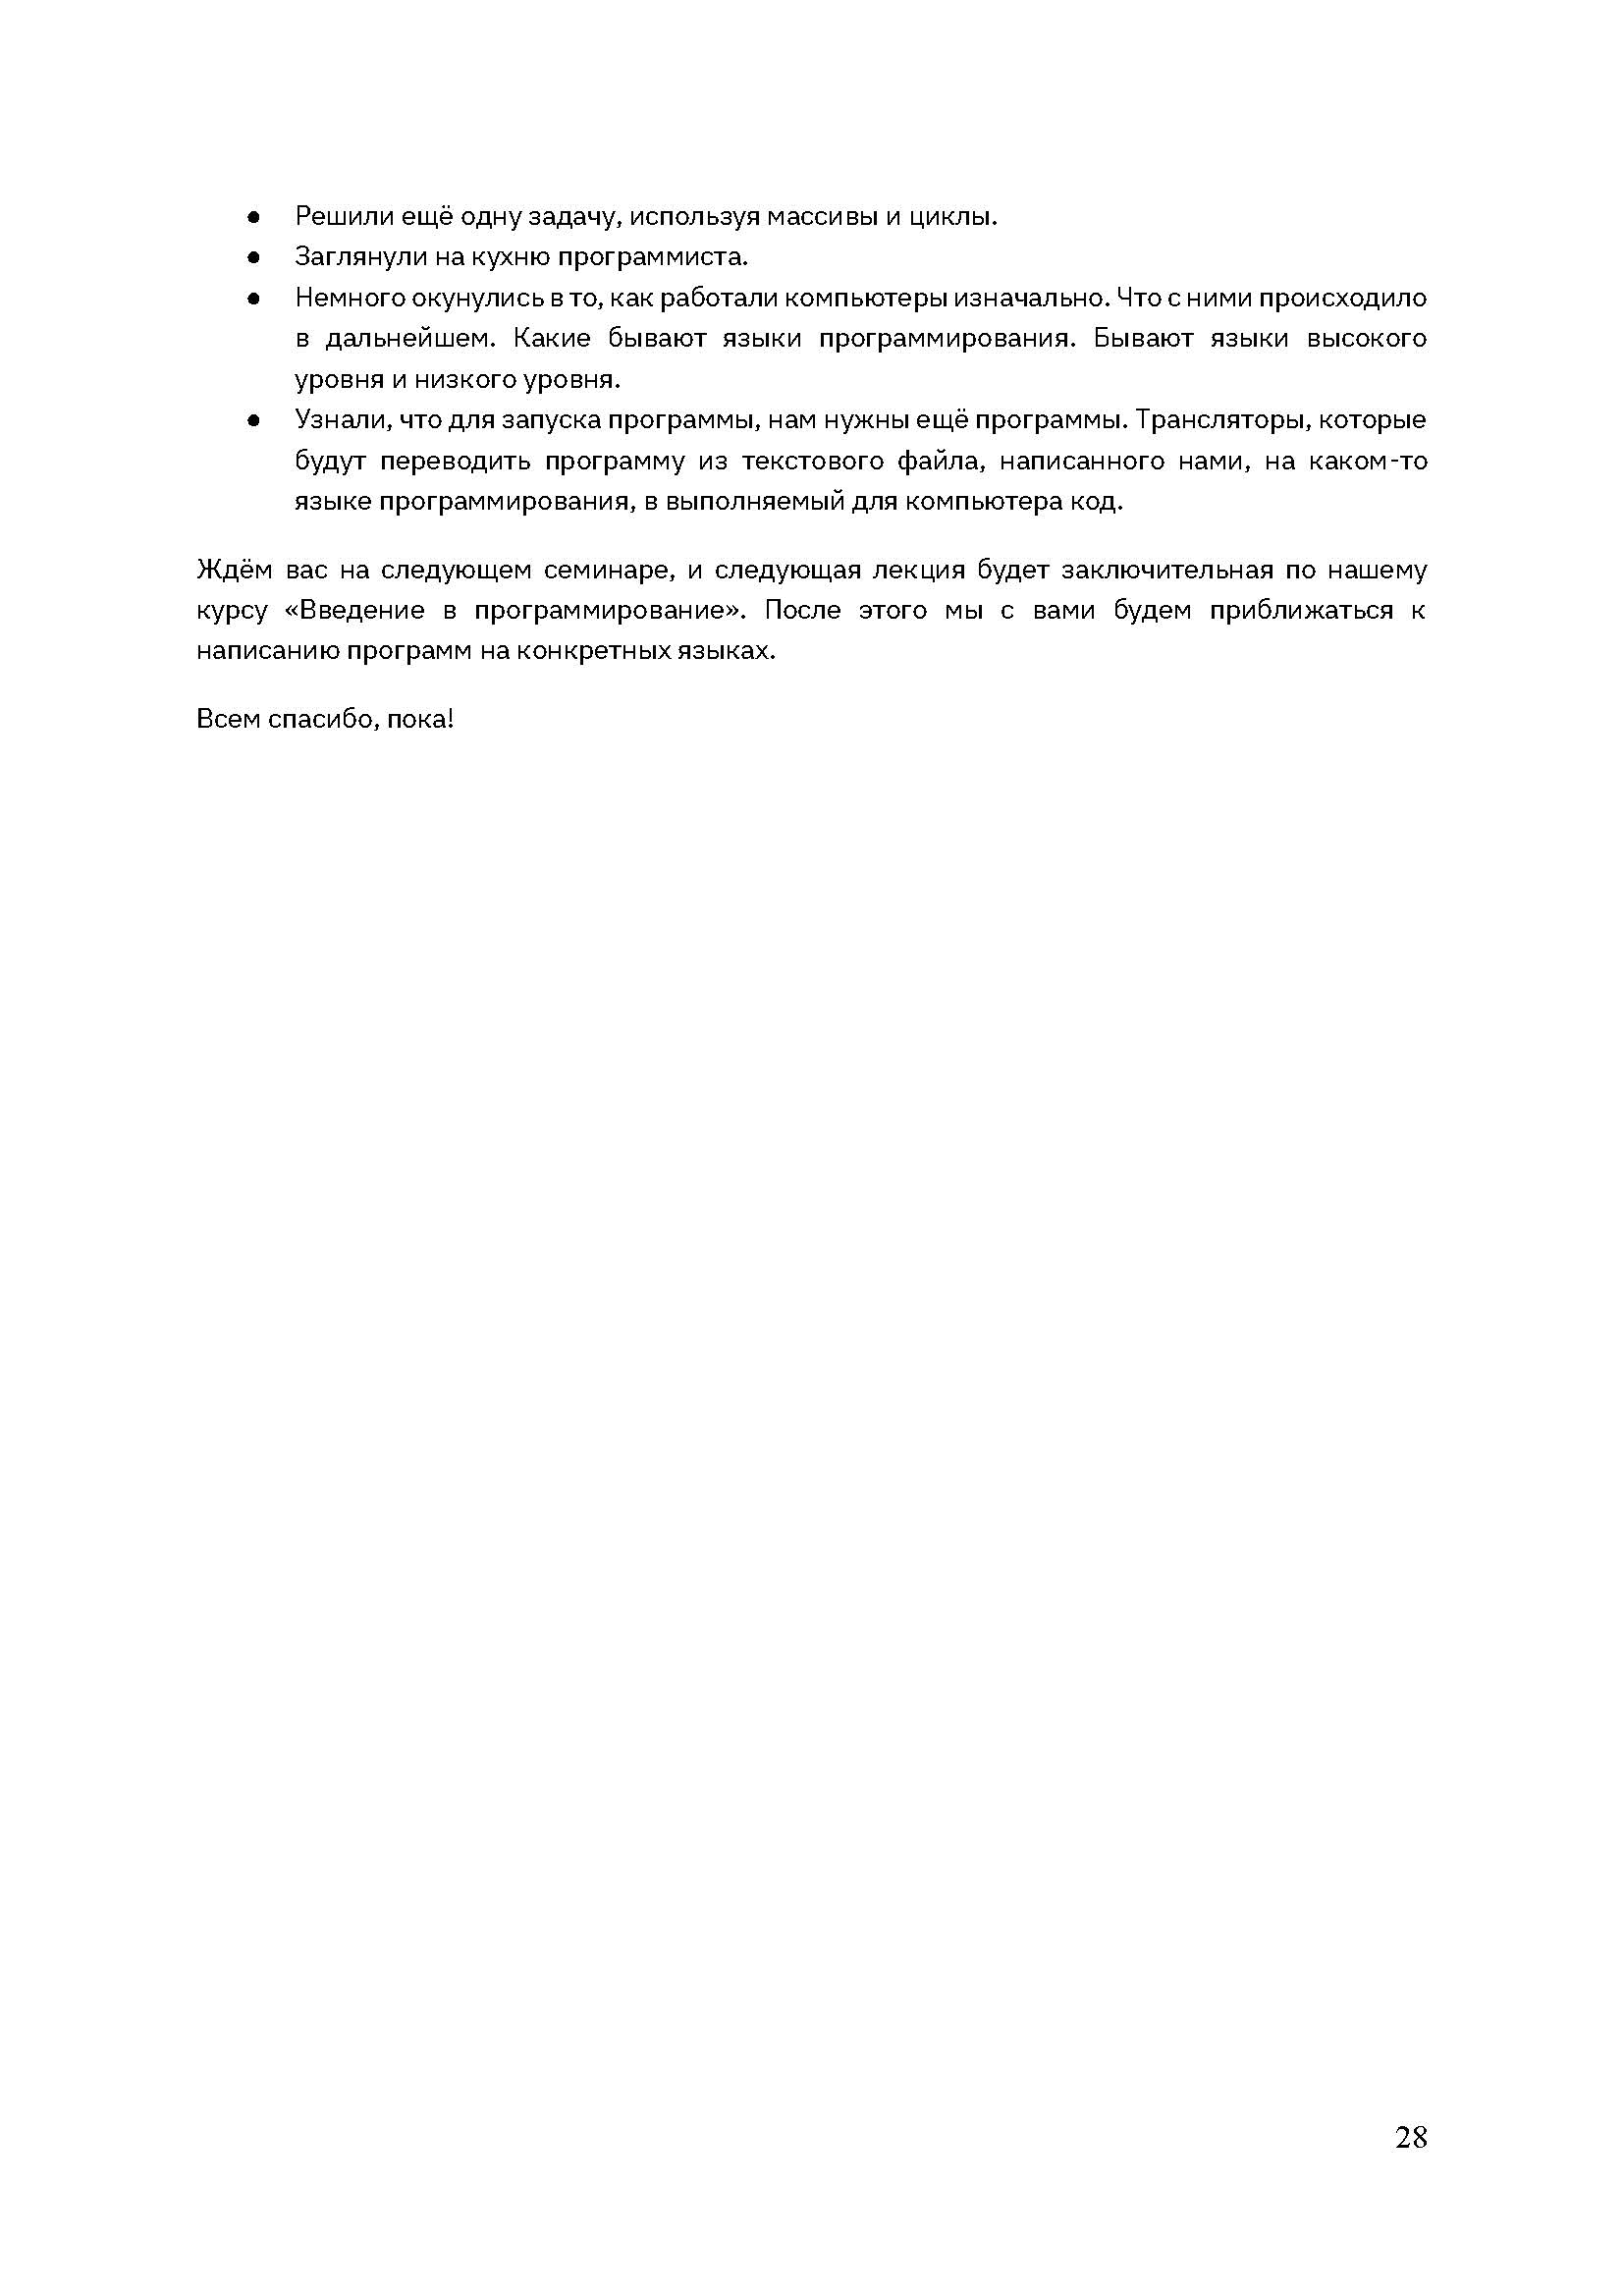 ● Решили ещё одну задачу, используя массивы и циклы.
● Заглянули на кухню программиста.
● Немного окунулись в то, как работали компьютеры изначально. Что с ними происходило
в дальнейшем. Какие бывают языки программирования. Бывают языки высокого
уровня и низкого уровня.
● Узнали, что для запуска программы, нам нужны ещё программы. Трансляторы, которые
будут переводить программу из текстового файла, написанного нами, на каком-то
языке программирования, в выполняемый для компьютера код.
Ждём вас на следующем семинаре, и следующая лекция будет заключительная по нашему
курсу «Введение в программирование». После этого мы с вами будем приближаться к
написанию программ на конкретных языках.
Всем спасибо, пока!
28